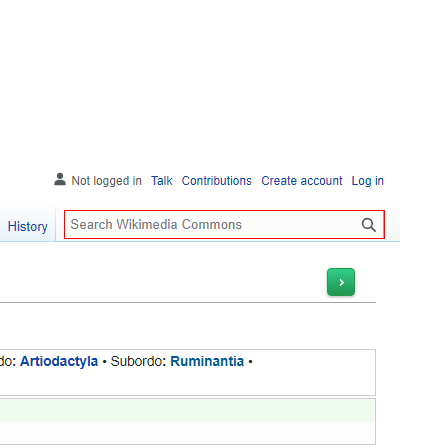 Not logged in Talk Contributions Create account Log in
History Search Wikimedia Commons
do: Artiodactyla • Subordo: Ruminantia •